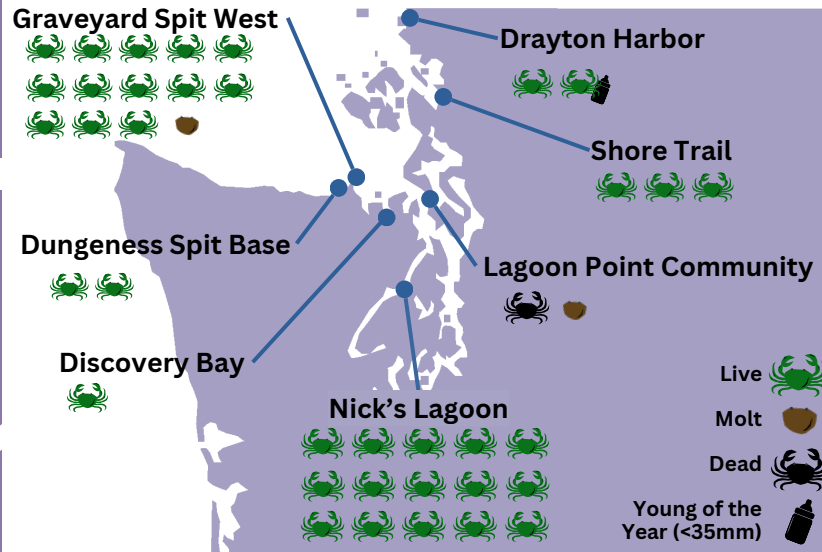 Graveyard Spit West
Drayton Harbor
Shore Trail
Dungeness Spit Base
Lagoon Point Community
Discovery Bay
Nick's Lagoon
Live
Molt
Dead
Young of the
Year (<35mm)